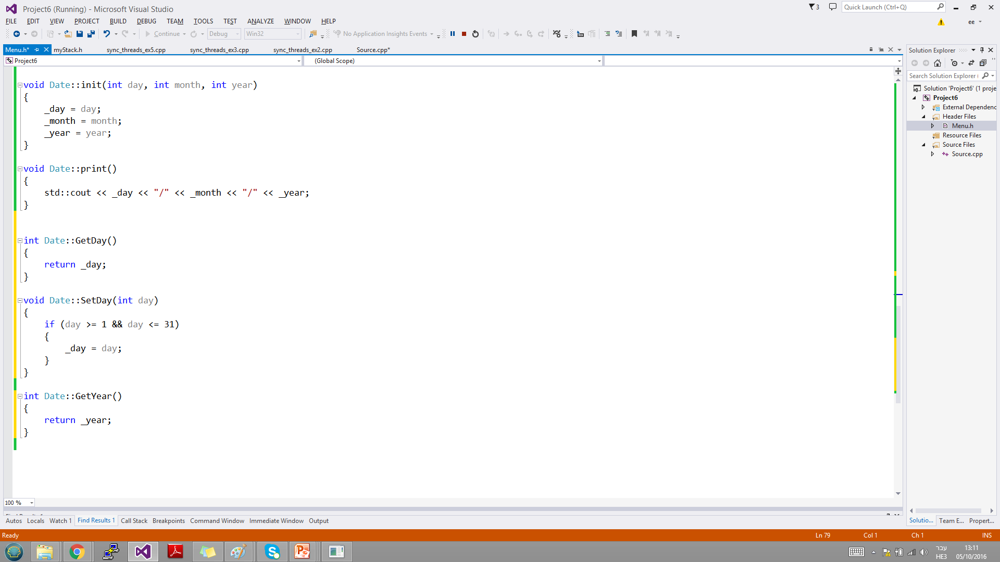 Project6 (Running) - Microsoft Visual Studio
3
Quick Launch (Ctrl+Q)
FILE EDIT VIEW PROJECT BUILD DEBUG TEAM TOOLS TEST ANALYZE WINDOW HELP
ee
Continue Debug Win32 No Application Insights Events
Menu.h* myStack.h sync_threads_ex5.cpp sync_threads_ex3.cpp sync_threads_ex2.cpp Source.cpp*
Project6 (Global Scope)
void Date::init(int day, int month, int year)
{
_day = day;
_month = month;
_year = year;
}
void Date::print()
{
std::cout << _day << "/" << _month << "/" << _year;
}
int Date::GetDay()
{
return _day;
}
void Date::SetDay(int day)
{
if (day >= 1 && day <= 31)
{
_day = day;
}
}
int Date::GetYear()
{
return _year;
}
100 %
Solution Explorer
Search Solution Explorer (
Solution 'Project6' (1 proje
Project6
External Dependenc
Header Files
Menu.h
Resource Files
Source Files
Source.cpp
Autos Locals Watch 1 Find Results 1 Call Stack Breakpoints Command Window Immediate Window Output
Solutio... Team E... Propert...
Ready Ln 79 Col 1 Ch 1 INS
עבר 13:11
HE3 05/10/2016